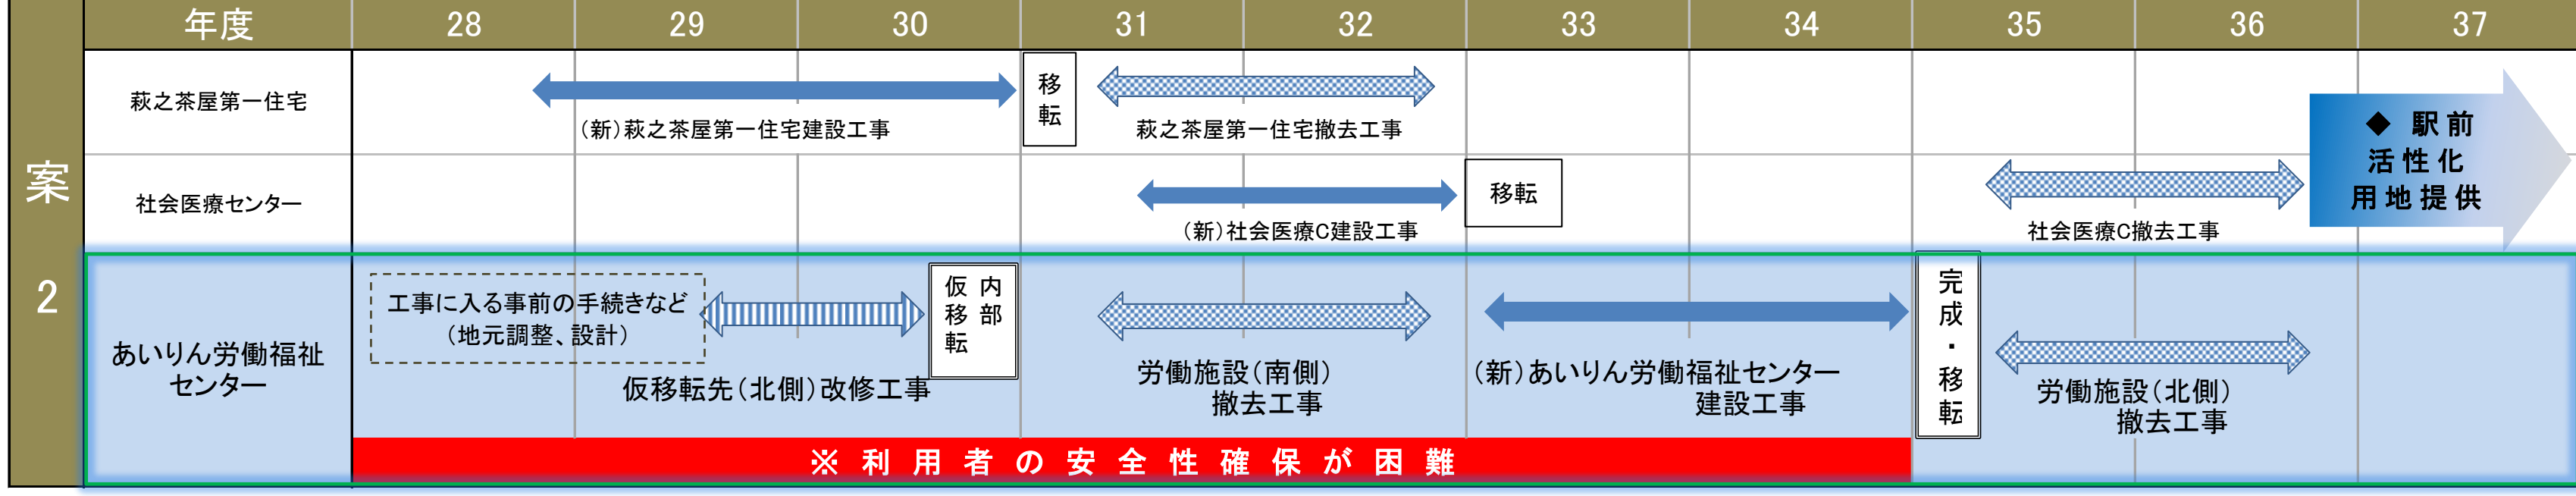 年度 28 29 30 31 32 33 34 35 36 37
案2
萩之茶屋第一住宅
(新)萩之茶屋第一住宅建設工事
移転
萩之茶屋第一住宅撤去工事
社会医療センター
(新)社会医療C建設工事
移転
社会医療C撤去工事
◆ 駅前
活性化
用地提供
あいりん労働福祉
センター
工事に入る事前の手続きなど
(地元調整、設計)
仮移転先(北側)改修工事
内部
仮移転
労働施設(南側)
撤去工事
(新)あいりん労働福祉センター
建設工事
完成・移転
労働施設(北側)
撤去工事
※利用者の安全性確保が困難